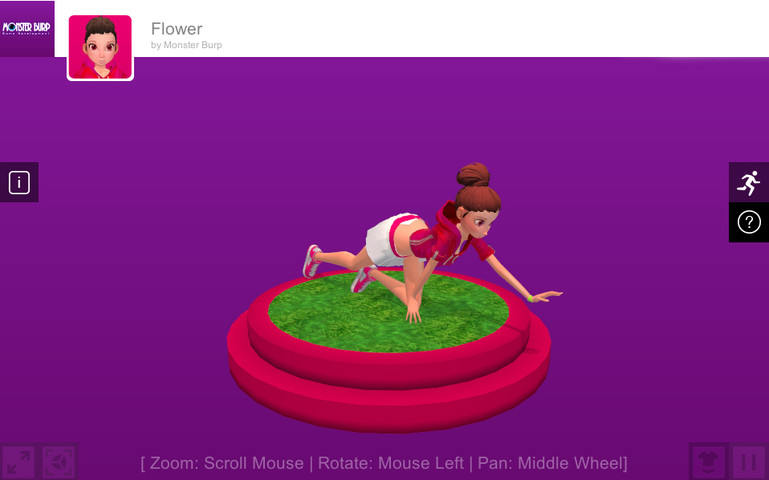 MONSTER BURP
Game Development
Flower
by Monster Burp
i
?
[ Zoom: Scroll Mouse | Rotate: Mouse Left | Pan: Middle Wheel]